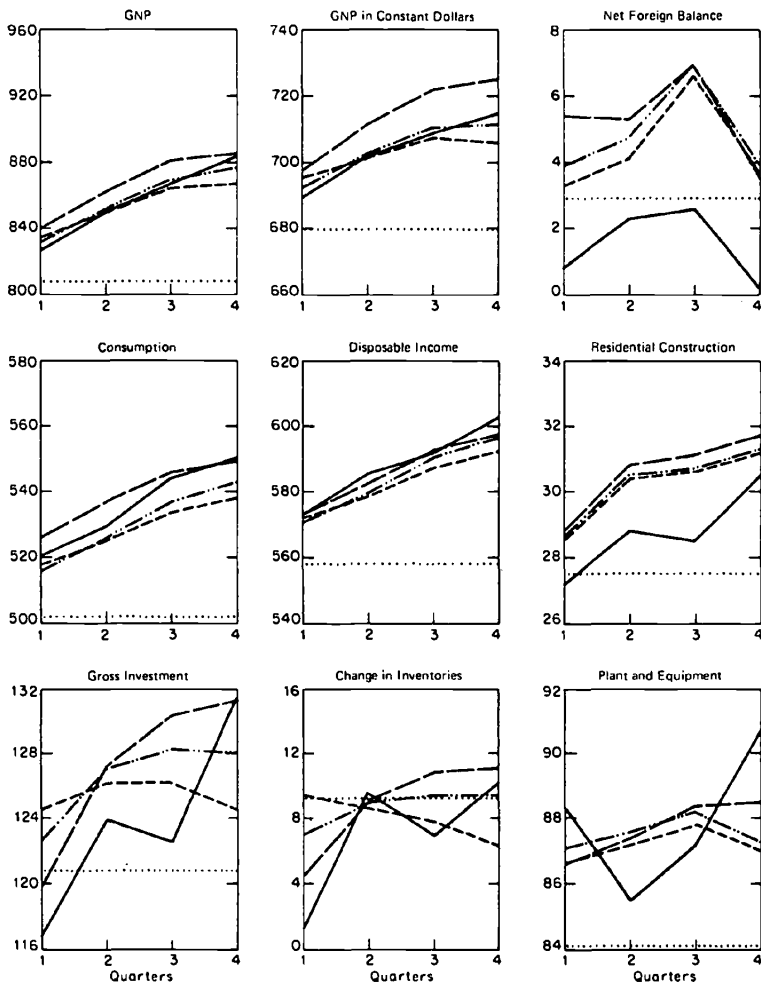 GNP
960
920
880
840
800
1 2 3 4
GNP in Constant Dollars
740
720
700
680
660
1 2 3 4
Net Foreign Balance
8
6
4
2
0
1 2 3 4
Consumption
580
560
540
520
500
1 2 3 4
Disposable Income
620
600
580
560
540
1 2 3 4
Residential Construction
34
32
30
28
26
1 2 3 4
Gross Investment
132
128
124
120
116
1 2 3 4
Quarters
Change in Inventories
16
12
8
4
0
1 2 3 4
Quarters
Plant and Equipment
92
90
88
86
84
1 2 3 4
Quarters